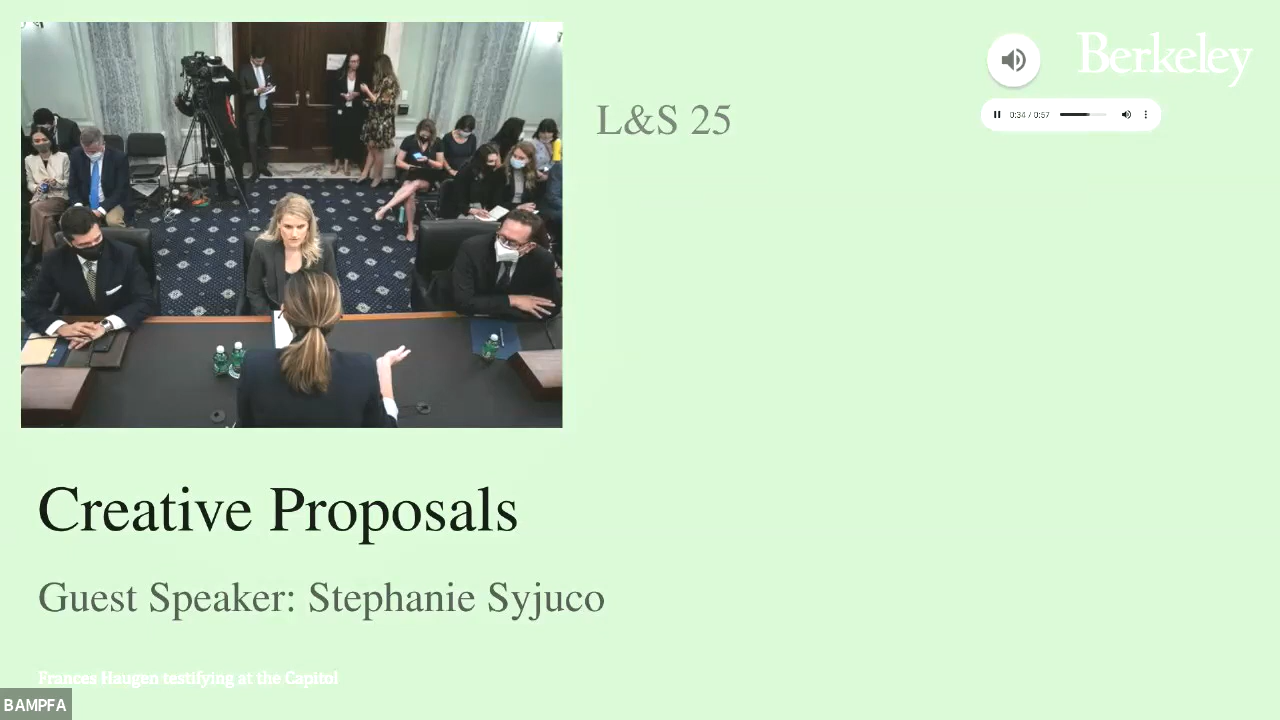 Berkeley
L&S 25
0:34 / 0:57
Creative Proposals
Guest Speaker: Stephanie Syjuco
Frances Haugen testifying at the Capitol
BAMPFA